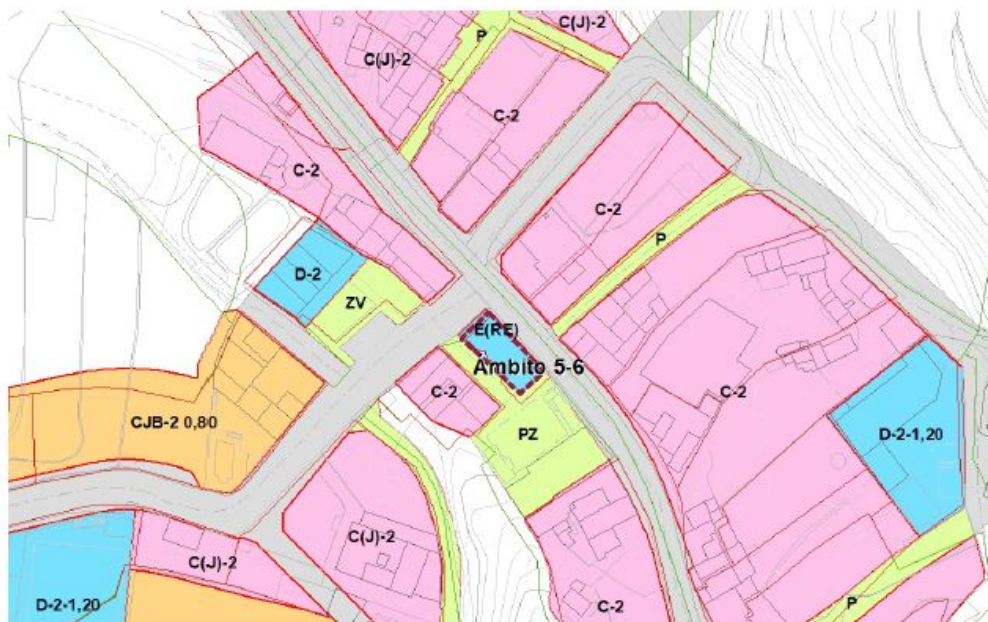 P
C(J)-2
C(J)-2
C-2
C-2
C-2
P
D-2
ZV
E(RE)
Ámbito 5-6
C-2
C-2
CJB-2 0,80
PZ
D-2-1,20
C(J)-2
C(J)-2
D-2-1,20
C-2
P